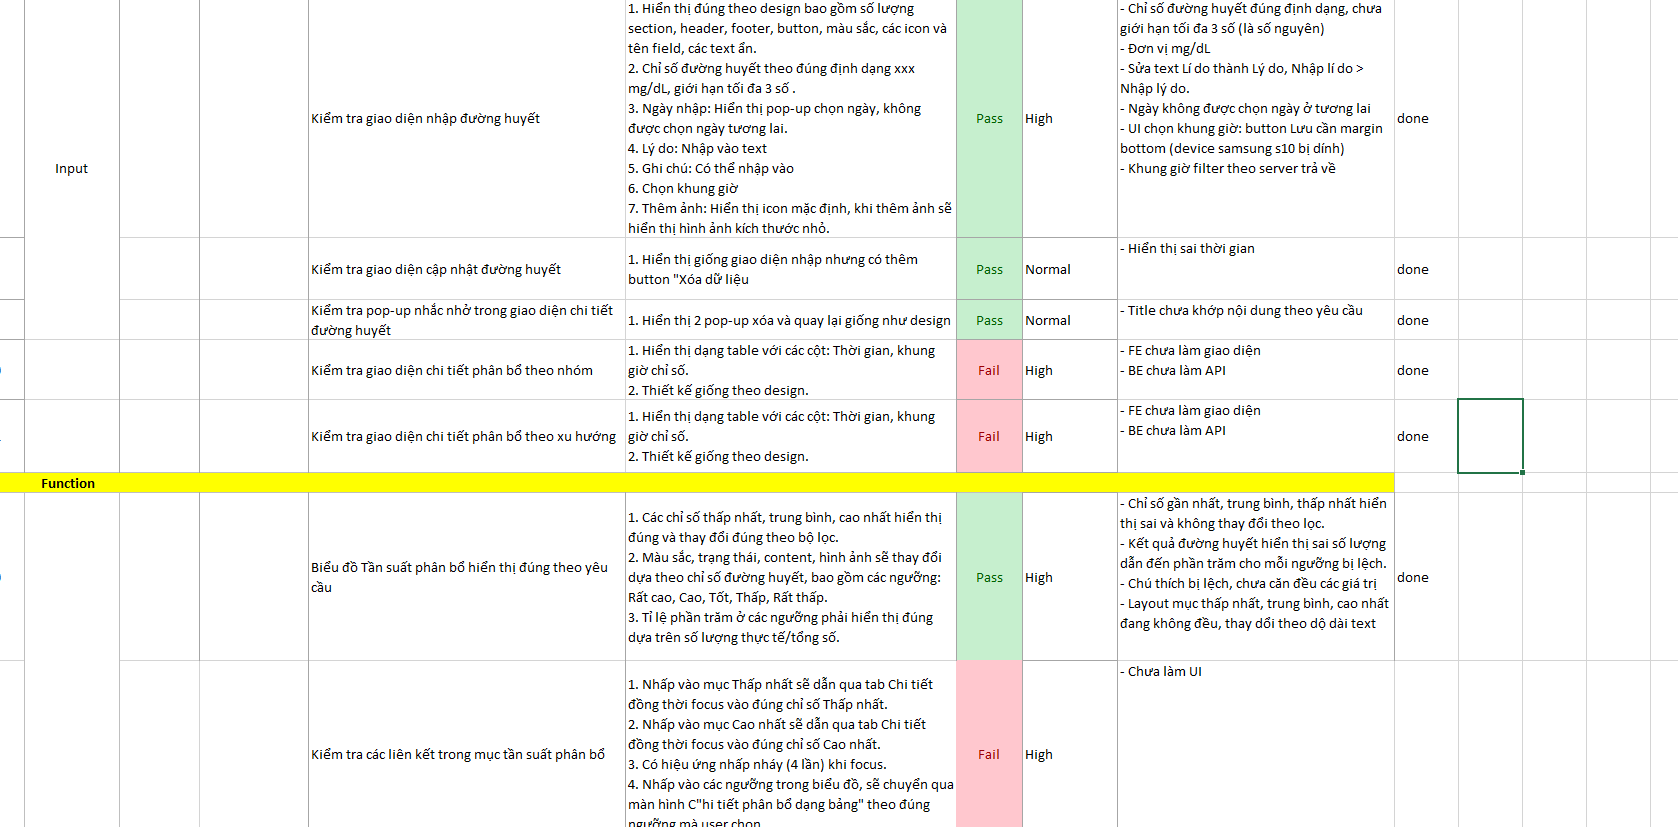 Input
Kiểm tra giao diện nhập đường huyết
1. Hiển thị đúng theo design bao gồm số lượng
section, header, footer, button, màu sắc, các icon và
tên field, các text ẩn.
2. Chỉ số đường huyết theo đúng định dạng xxx
mg/dL, giới hạn tối đa 3 số .
3. Ngày nhập: Hiển thị pop-up chọn ngày, không
được chọn ngày tương lai.
4. Lý do: Nhập vào text
5. Ghi chú: Có thể nhập vào
6. Chọn khung giờ
7. Thêm ảnh: Hiển thị icon mặc định, khi thêm ảnh sẽ
hiển thị hình ảnh kích thước nhỏ.
Pass
High
- Chỉ số đường huyết đúng định dạng, chưa
giới hạn tối đa 3 số (là số nguyên)
- Đơn vị mg/dL
- Sửa text Lí do thành Lý do, Nhập lí do >
Nhập lý do.
- Ngày không được chọn ngày ở tương lai
- UI chọn khung giờ: button Lưu cần margin
bottom (device samsung s10 bị dính)
- Khung giờ filter theo server trả về
done
Kiểm tra giao diện cập nhật đường huyết
1. Hiển thị giống giao diện nhập nhưng có thêm
button "Xóa dữ liệu
Pass
Normal
- Hiển thị sai thời gian
done
Kiểm tra pop-up nhắc nhở trong giao diện chi tiết
đường huyết
1. Hiển thị 2 pop-up xóa và quay lại giống như design
Pass
Normal
- Title chưa khớp nội dung theo yêu cầu
done
Kiểm tra giao diện chi tiết phân bổ theo nhóm
1. Hiển thị dạng table với các cột: Thời gian, khung
giờ chỉ số.
2. Thiết kế giống theo design.
Fail
High
- FE chưa làm giao diện
- BE chưa làm API
done
Kiểm tra giao diện chi tiết phân bổ theo xu hướng
1. Hiển thị dạng table với các cột: Thời gian, khung
giờ chỉ số.
2. Thiết kế giống theo design.
Fail
High
- FE chưa làm giao diện
- BE chưa làm API
done
Function
Biểu đồ Tần suất phân bổ hiển thị đúng theo yêu
cầu
1. Các chỉ số thấp nhất, trung bình, cao nhất hiển thị
đúng và thay đổi đúng theo bộ lọc.
2. Màu sắc, trạng thái, content, hình ảnh sẽ thay đổi
dựa theo chỉ số đường huyết, bao gồm các ngưỡng:
Rất cao, Cao, Tốt, Thấp, Rất thấp.
3. Tỉ lệ phần trăm ở các ngưỡng phải hiển thị đúng
dựa trên số lượng thực tế/tổng số.
Pass
High
- Chỉ số gần nhất, trung bình, thấp nhất hiển
thị sai và không thay đổi theo lọc.
- Kết quả đường huyết hiển thị sai số lượng
dẫn đến phần trăm cho mỗi ngưỡng bị lệch.
- Chú thích bị lệch, chưa căn đều các giá trị
- Layout mục thấp nhất, trung bình, cao nhất
đang không đều, thay dổi theo dộ dài text
done
Kiểm tra các liên kết trong mục tần suất phân bổ
1. Nhấp vào mục Thấp nhất sẽ dẫn qua tab Chi tiết
đồng thời focus vào đúng chỉ số Thấp nhất.
2. Nhấp vào mục Cao nhất sẽ dẫn qua tab Chi tiết
đồng thời focus vào đúng chỉ số Cao nhất.
3. Có hiệu ứng nhấp nháy (4 lần) khi focus.
4. Nhấp vào các ngưỡng trong biểu đồ, sẽ chuyển qua
màn hình C"hi tiết phân bổ dạng bảng" theo đúng
ngưỡng mà user chọn
Fail
High
- Chưa làm UI